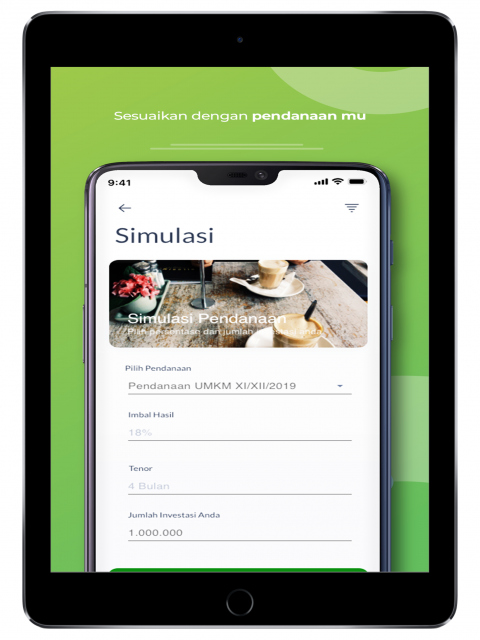 Sesuaikan dengan pendanaan mu
9:41
Simulasi
Simulasi Pendanaan
Pilih persentase dari jumlah investasi anda
Pilih Pendanaan
Pendanaan UMKM XI/XII/2019
Imbal Hasil
18%
Tenor
4 Bulan
Jumlah Investasi Anda
1.000.000